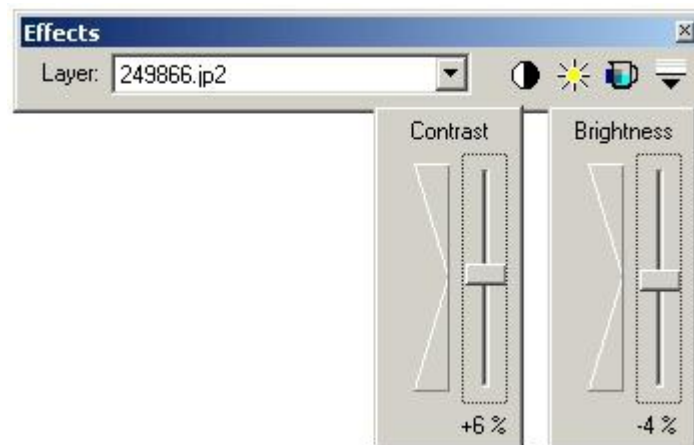 Effects
Layer: 249866.jp2
Contrast
Brightness
+6 %
-4 %